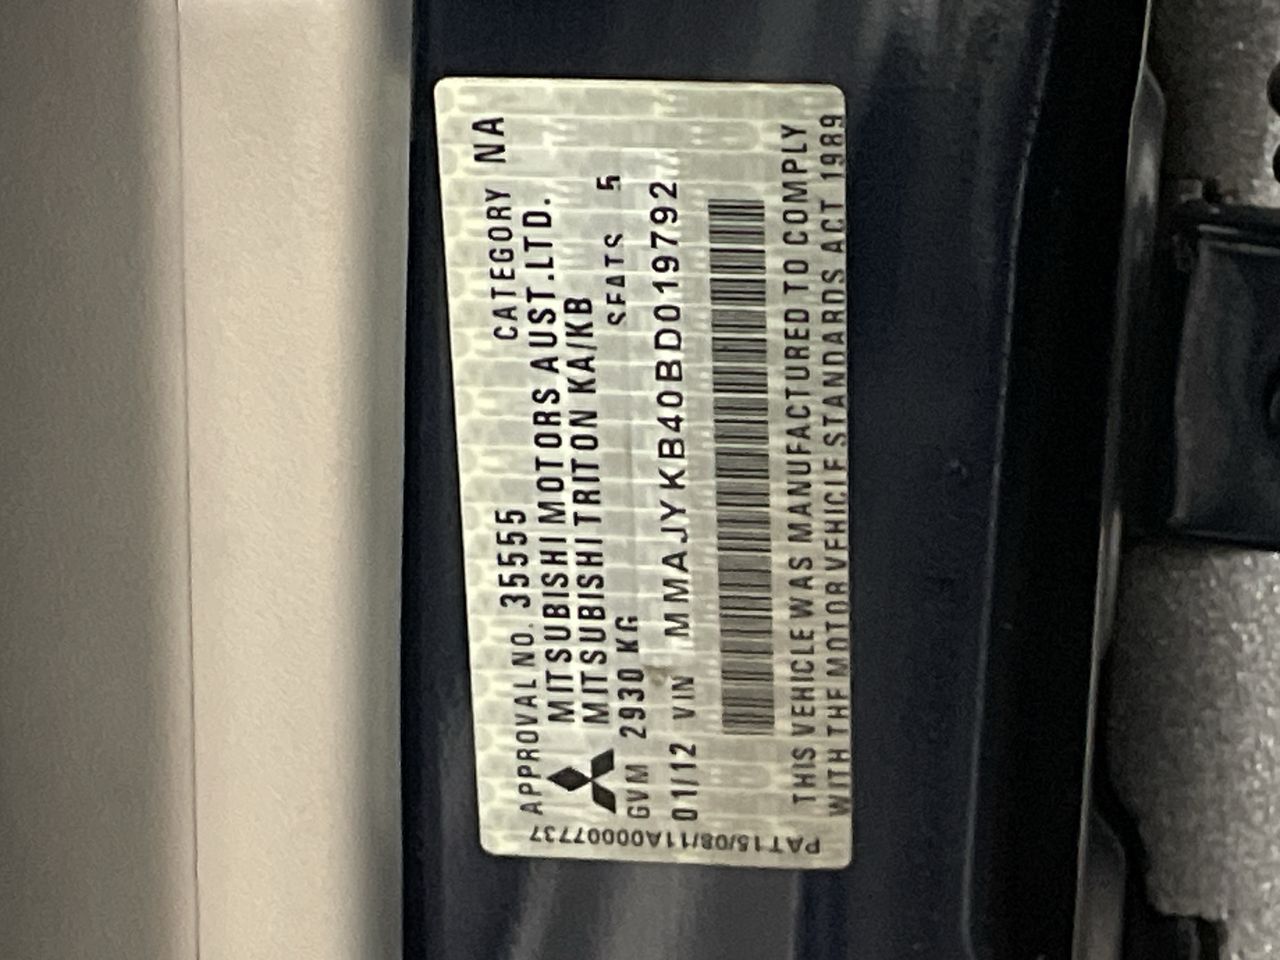 APPROVAL NO. 35555 CATEGORY NA
MITSUBISHI MOTORS AUST.LTD.
MITSUBISHI TRITON KA/KB
GVM 2930 KG SEATS 5
01/12 VIN MMAJYKB40BD019792
THIS VEHICLE WAS MANUFACTURED TO COMPLY
WITH THE MOTOR VEHICLE STANDARDS ACT 1989
PAT15/08/11A00007737